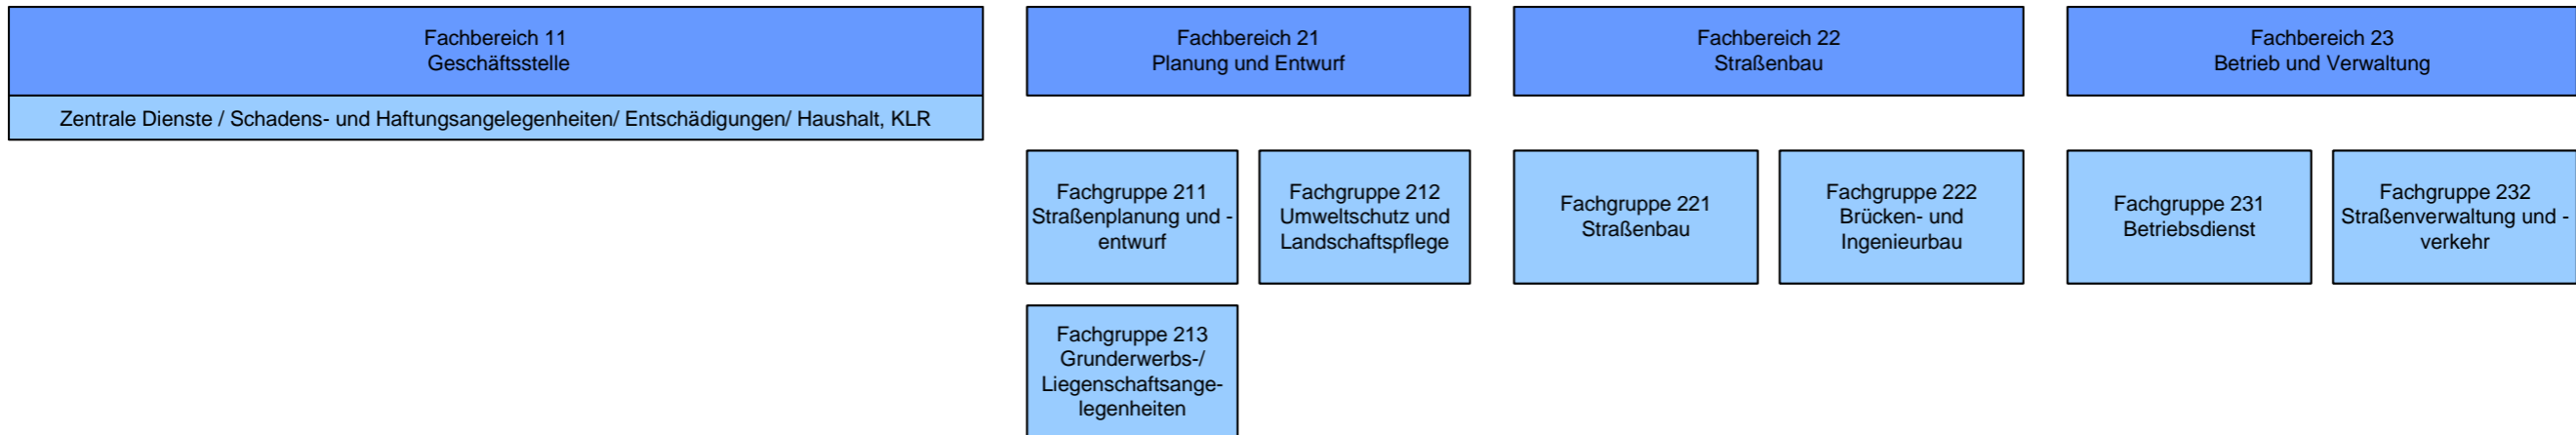 Fachbereich 11
Geschäftsstelle
Zentrale Dienste / Schadens- und Haftungsangelegenheiten/ Entschädigungen/ Haushalt, KLR
Fachbereich 21
Planung und Entwurf
Fachgruppe 211
Straßenplanung und -
entwurf
Fachgruppe 212
Umweltschutz und
Landschaftspflege
Fachgruppe 213
Grunderwerbs-/
Liegenschaftsange-
legenheiten
Fachbereich 22
Straßenbau
Fachgruppe 221
Straßenbau
Fachgruppe 222
Brücken- und
Ingenieurbau
Fachbereich 23
Betrieb und Verwaltung
Fachgruppe 231
Betriebsdienst
Fachgruppe 232
Straßenverwaltung und -
verkehr